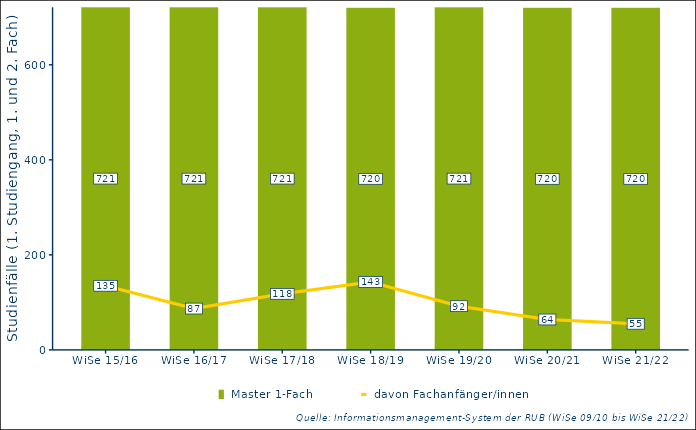 Studienfälle (1. Studiengang, 1. und 2. Fach)
600
400
200
0
721 721 721 720 721 720 720
135 87 118 143 92 64 55
WiSe 15/16 WiSe 16/17 WiSe 17/18 WiSe 18/19 WiSe 19/20 WiSe 20/21 WiSe 21/22
Master 1-Fach davon Fachanfänger/innen
Quelle: Informationsmanagement-System der RUB (WiSe 09/10 bis WiSe 21/22)